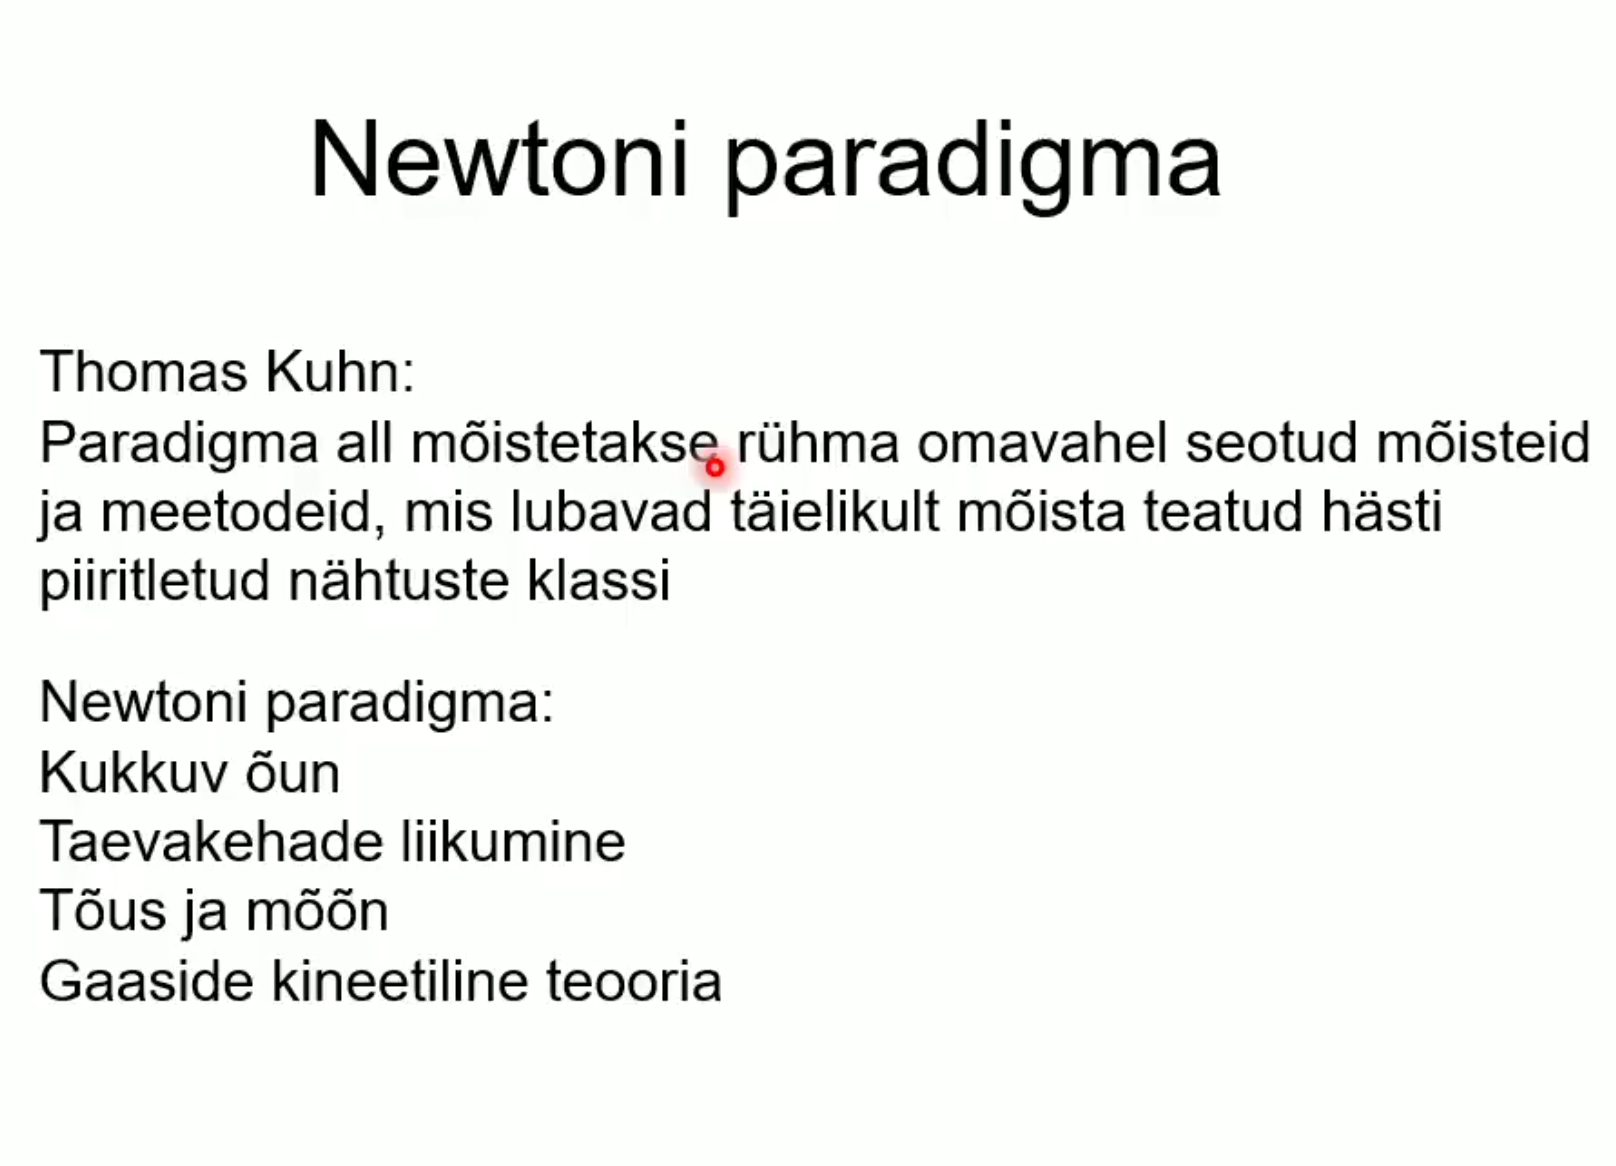 Newtoni paradigma
Thomas Kuhn:
Paradigma all mõistetakse rühma omavahel seotud mõisteid
ja meetodeid, mis lubavad täielikult mõista teatud hästi
piiritletud nähtuste klassi
Newtoni paradigma:
Kukkuv õun
Taevakehade liikumine
Tõus ja mõõn
Gaaside kineetiline teooria